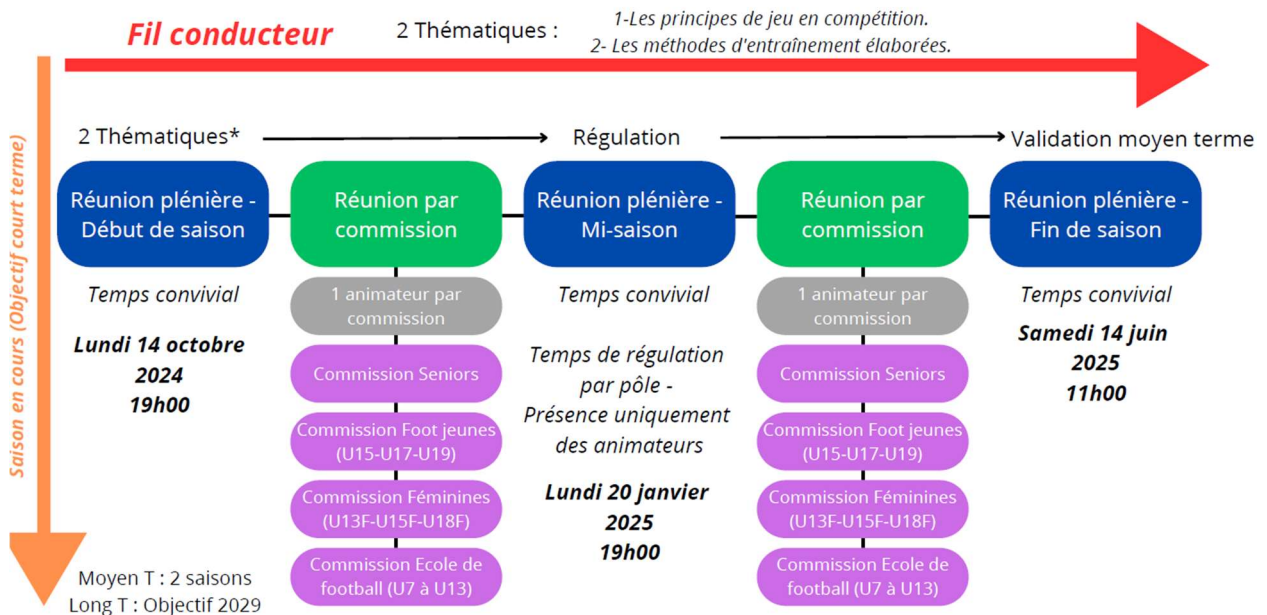 Fil conducteur
2 Thématiques :
1-Les principes de jeu en compétition.
2- Les méthodes d'entraînement élaborées.
Saison en cours (Objectif court terme)
2 Thématiques*
Régulation
Validation moyen terme
Réunion plénière -
Début de saison
Temps convivial
Lundi 14 octobre
2024
19h00
Réunion par
commission
1 animateur par
commission
Commission Seniors
Commission Foot jeunes
(U15-U17-U19)
Commission Féminines
(U13F-U15F-U18F)
Commission Ecole de
football (U7 à U13)
Réunion plénière -
Mi-saison
Temps convivial
Temps de régulation
par pôle -
Présence uniquement
des animateurs
Lundi 20 janvier
2025
19h00
Réunion par
commission
1 animateur par
commission
Commission Seniors
Commission Foot jeunes
(U15-U17-U19)
Commission Féminines
(U13F-U15F-U18F)
Commission Ecole de
football (U7 à U13)
Réunion plénière -
Fin de saison
Temps convivial
Samedi 14 juin
2025
11h00
Moyen T : 2 saisons
Long T : Objectif 2029